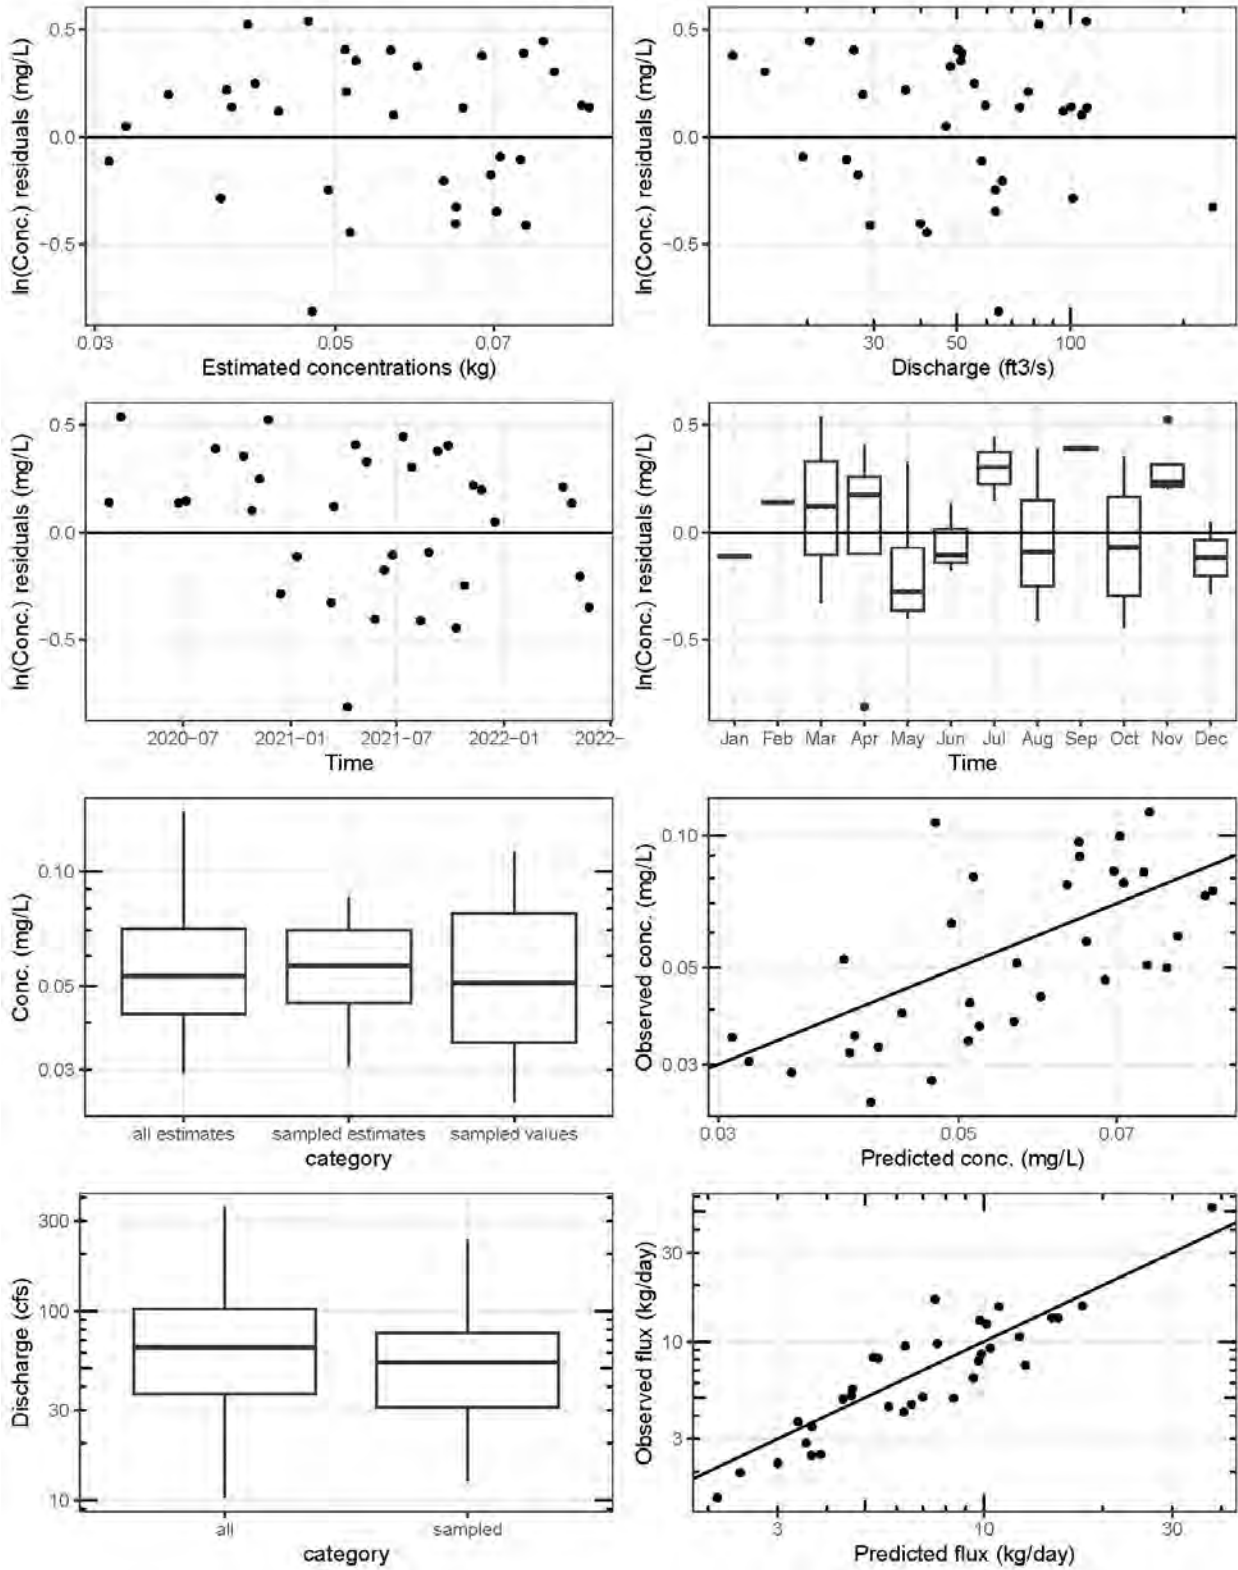 ln(Conc.) residuals (mg/L)
0.5
0.0
−0.5
0.03 0.05 0.07
Estimated concentrations (kg)
ln(Conc.) residuals (mg/L)
0.5
0.0
−0.5
30 50 100
Discharge (ft3/s)
ln(Conc.) residuals (mg/L)
0.5
0.0
−0.5
2020-07 2021-01 2021-07 2022-01 2022-
Time
ln(Conc) residuals (mg/L)
0.5
0.0
−0.5
Jan Feb Mar Apr May Jun Jul Aug Sep Oct Nov Dec
Time
Conc. (mg/L)
0.10
0.05
0.03
all estimates sampled estimates sampled values
category
Observed conc. (mg/L)
0.10
0.05
0.03
0.03 0.05 0.07
Predicted conc. (mg/L)
Discharge (cfs)
300
100
30
10
all sampled
category
Observed flux (kg/day)
30
10
3
3 10 30
Predicted flux (kg/day)